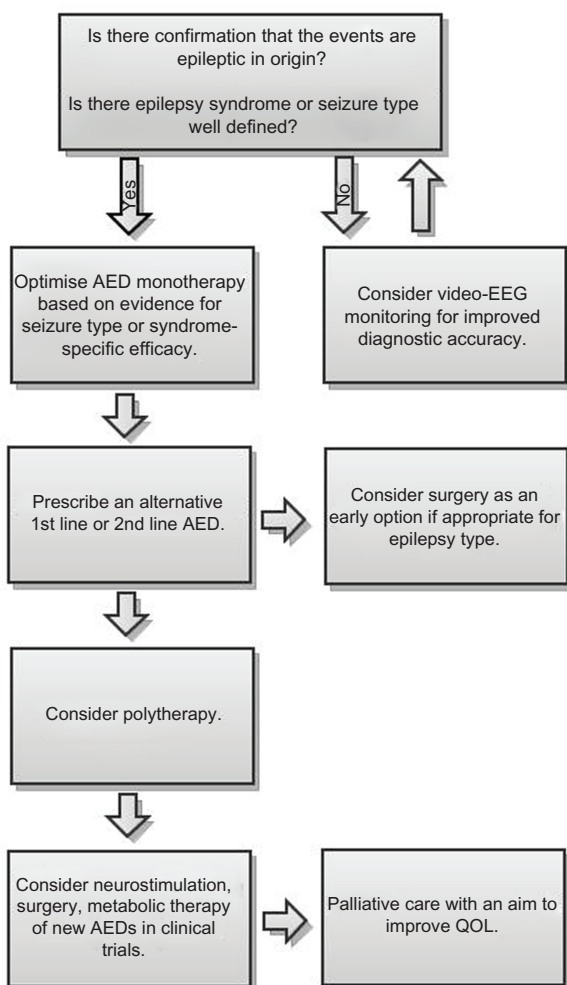 Is there confirmation that the events are
epileptic in origin?
Is there epilepsy syndrome or seizure type
well defined?
Yes
No
Optimise AED monotherapy
based on evidence for
seizure type or syndrome-
specific efficacy.
Consider video-EEG
monitoring for improved
diagnostic accuracy.
Prescribe an alternative
1st line or 2nd line AED.
Consider surgery as an
early option if appropriate for
epilepsy type.
Consider polytherapy.
Consider neurostimulation,
surgery, metabolic therapy
of new AEDs in clinical
trials.
Palliative care with an aim to
improve QOL.